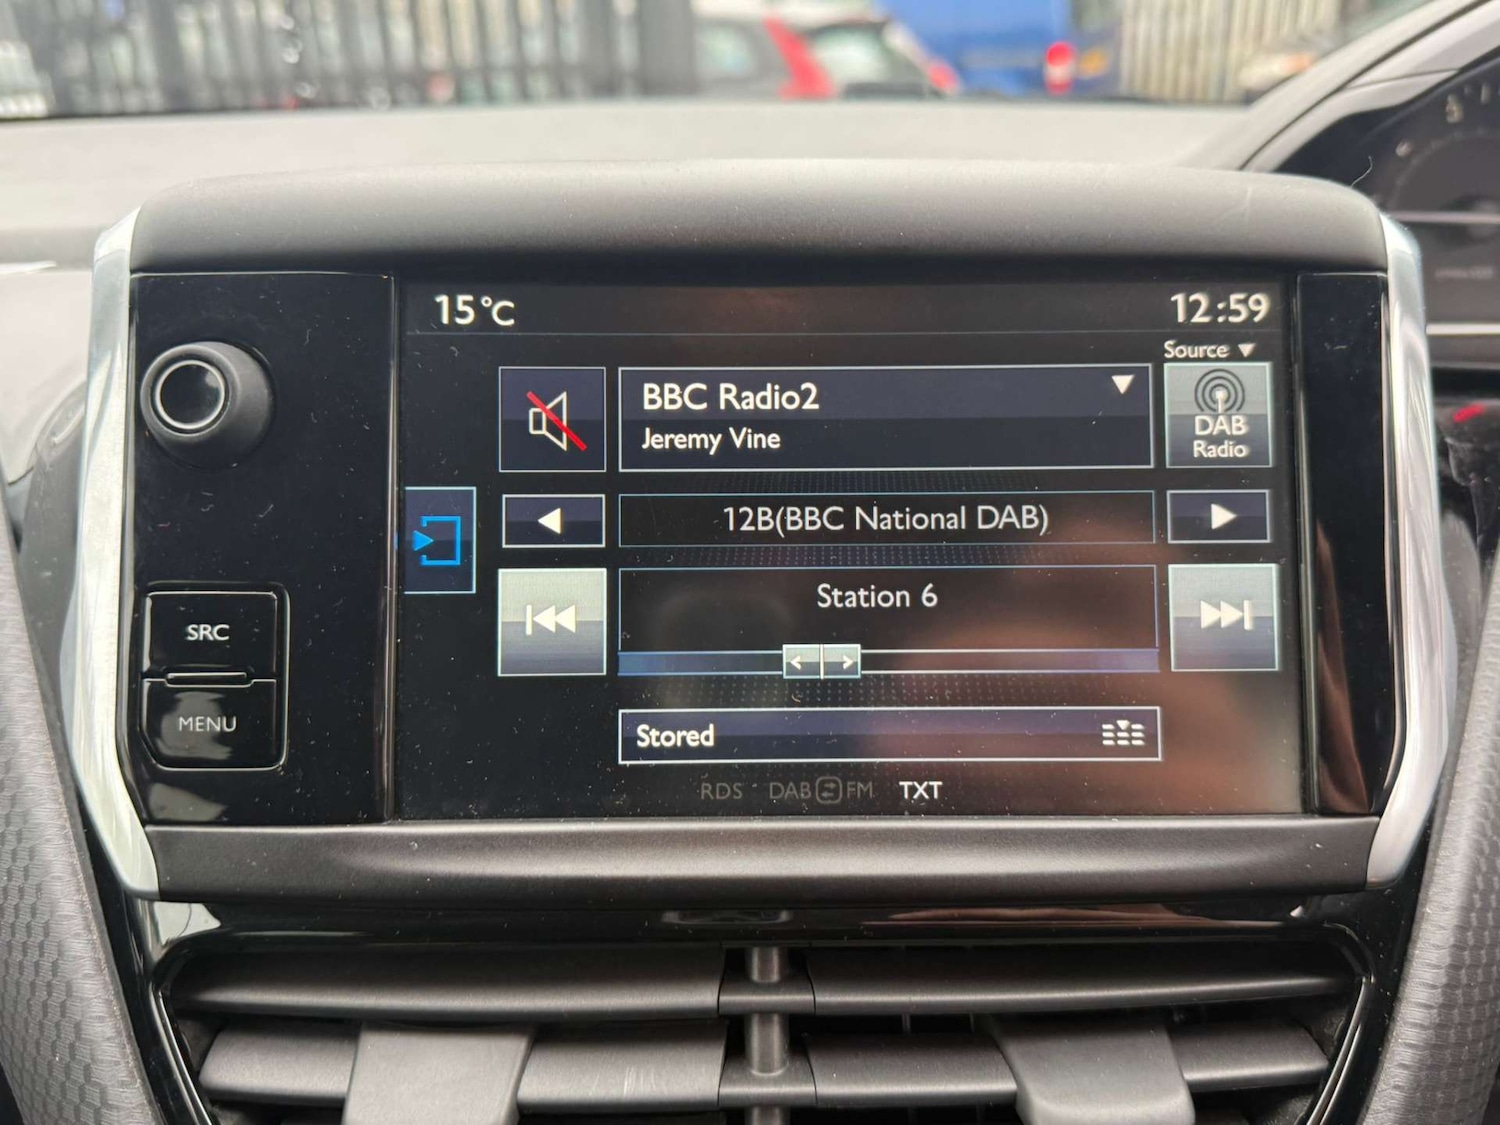 15°C
12:59
Source
BBC Radio2
Jeremy Vine
DAB
Radio
12B(BBC National DAB)
Station 6
SRC
MENU
Stored
RDS DAB FM TXT